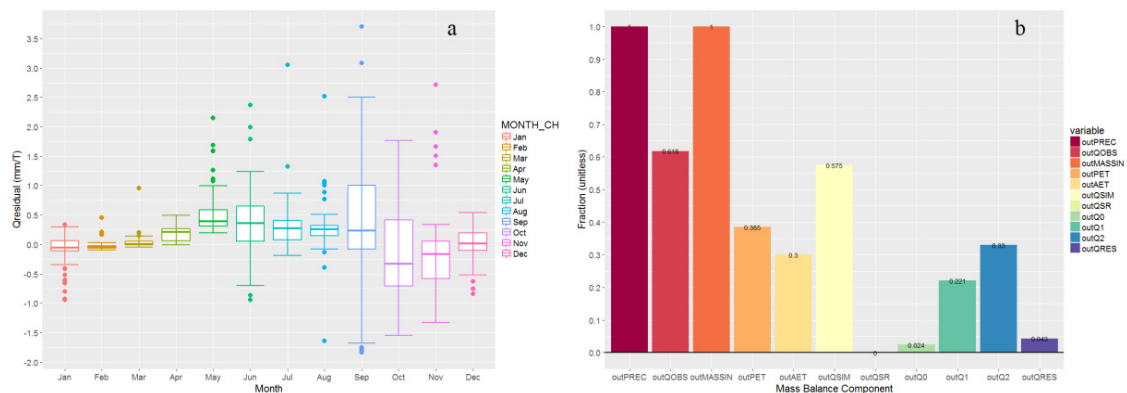 a
Qresidual (mm/T)
3.5
3.0
2.5
2.0
1.5
1.0
0.5
0.0
-0.5
-1.0
-1.5
-2.0
Jan Feb Mar Apr May Jun Jul Aug Sep Oct Nov Dec
Month
MONTH_CH
Jan
Feb
Mar
Apr
May
Jun
Jul
Aug
Sep
Oct
Nov
Dec
b
Fraction (unitless)
1.0
0.9
0.8
0.7
0.6
0.5
0.4
0.3
0.2
0.1
0.0
1
0.618
1
0.385
0.3
0.575
0
0.024
0.221
0.33
0.043
outPREC outQOBS outMASSIN outPET outAET outQSIM outQSR outQ0 outQ1 outQ2 outQRES
Mass Balance Component
variable
outPREC
outQOBS
outMASSIN
outPET
outAET
outQSIM
outQSR
outQ0
outQ1
outQ2
outQRES